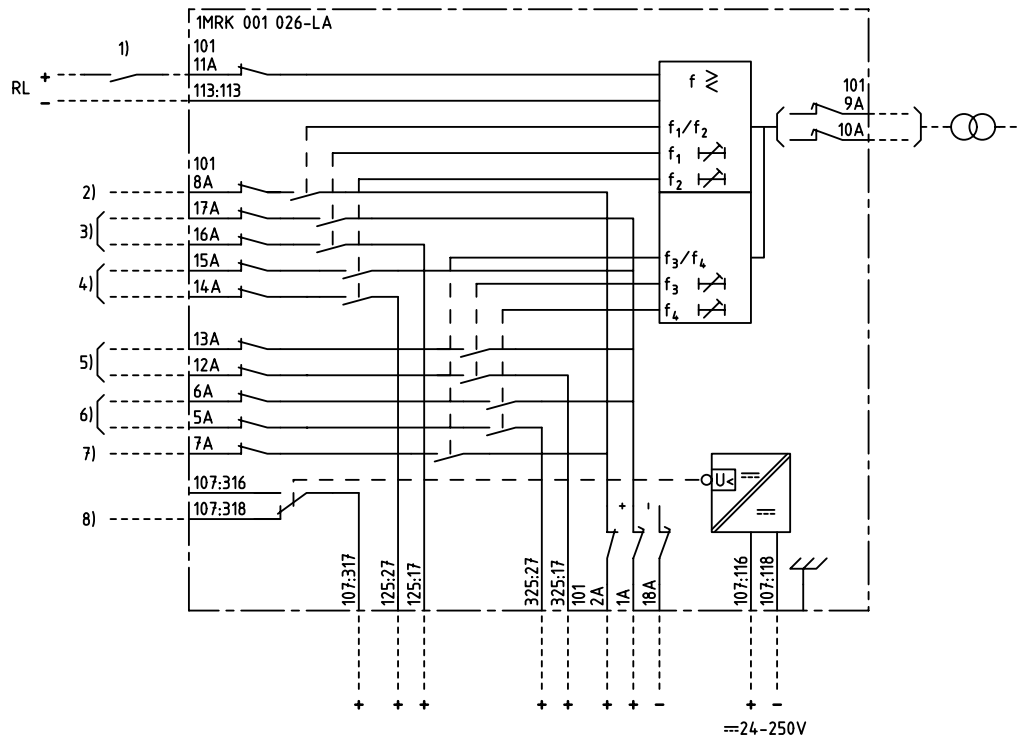 1MRK 001 026-LA
1)
101
11A
RL
+
-
113:113
f ≷
101
9A
10A
f1/f2
f1
f2
101
2)
8A
17A
3)
16A
15A
4)
14A
f3/f4
f3
f4
13A
5)
12A
6A
6)
5A
7)
7A
107:316
8)
107:318
U<
+
-
107:317
125:27
125:17
325:27
325:17
101
2A
1A
18A
107:116
107:118
+ + + + + + + - + -
24-250V